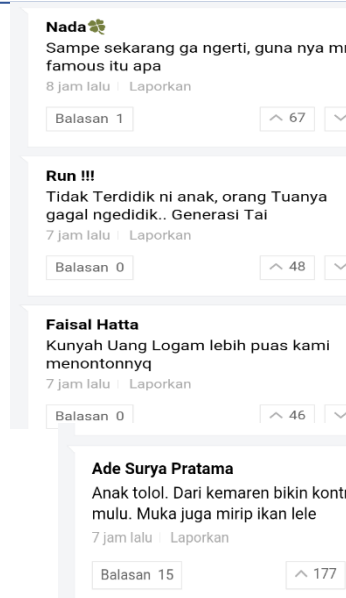 Nada🍀
Sampe sekarang ga ngerti, guna nya
famous itu apa
8 jam lalu | Laporkan
Balasan 1
67
Run !!!
Tidak Terdidik ni anak, orang Tuanya
gagal ngedidik.. Generasi Tai
7 jam lalu | Laporkan
Balasan 0
48
Faisal Hatta
Kunyah Uang Logam lebih puas kami
menontonnyq
7 jam lalu | Laporkan
Balasan 0
46
Ade Surya Pratama
Anak tolol. Dari kemaren bikin
mulu. Muka juga mirip ikan lele
7 jam lalu | Laporkan
Balasan 15
177